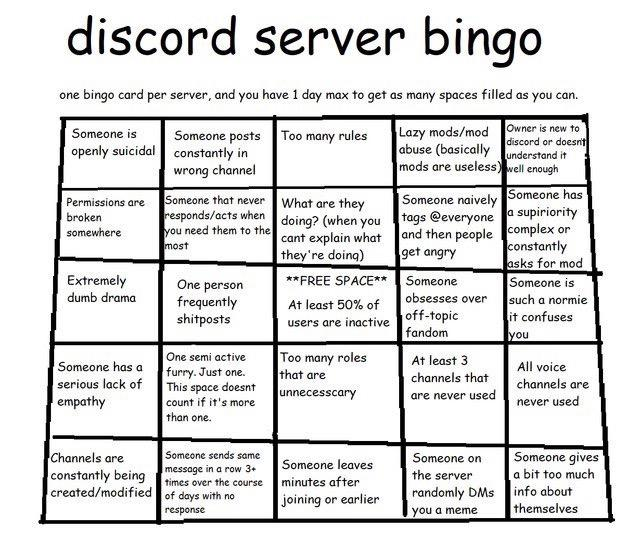 discord server bingo
one bingo card per server, and you have 1 day max to get as many spaces filled as you can.
Someone is
openly suicidal
Someone posts
constantly in
wrong channel
Too many rules
Lazy mods/mod
abuse (basically
mods are useless)
Owner is new to
discord or doesnt
understand it
well enough
Permissions are
broken
somewhere
Someone that never
responds/acts when
you need them to the
most
What are they
doing? (when you
cant explain what
they're doing)
Someone naively
tags @everyone
and then people
get angry
Someone has
a supiriority
complex or
constantly
asks for mod
Extremely
dumb drama
One person
frequently
shitposts
**FREE SPACE**
At least 50% of
users are inactive
Someone
obsesses over
off-topic
fandom
Someone is
such a normie
it confuses
you
Someone has a
serious lack of
empathy
One semi active
furry. Just one.
This space doesnt
count if it's more
than one.
Too many roles
that are
unnecesscary
At least 3
channels that
are never used
All voice
channels are
never used
Channels are
constantly being
created/modified
Someone sends same
message in a row 3+
times over the course
of days with no
response
Someone leaves
minutes after
joining or earlier
Someone on
the server
randomly DMs
you a meme
Someone gives
a bit too much
info about
themselves